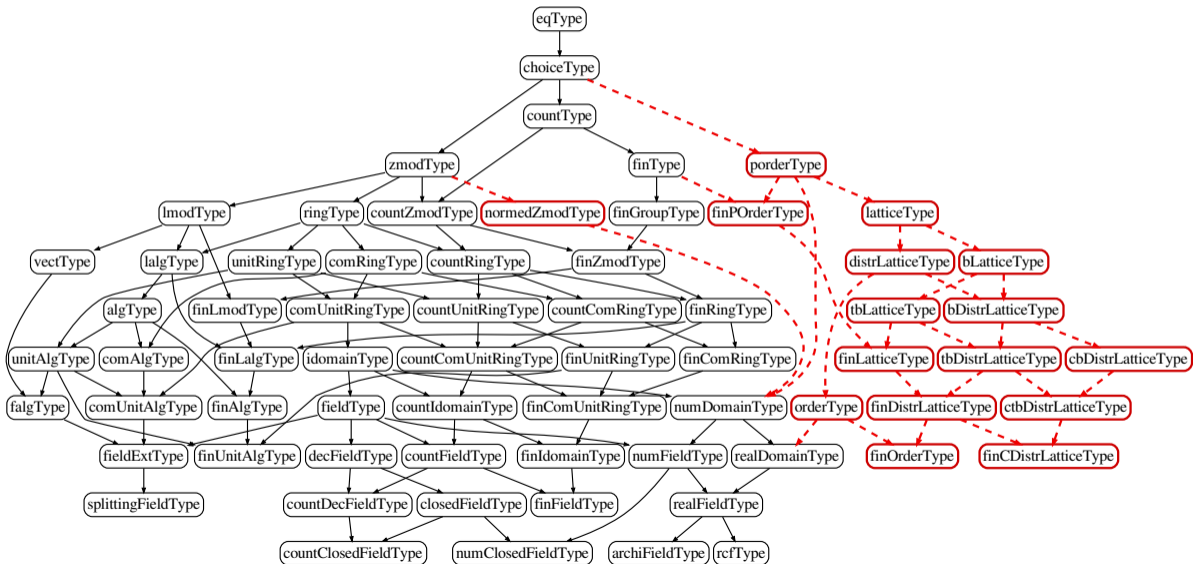 eqType
choiceType
countType
zmodType
finType
porderType
lmodType
ringType
countZmodType
normedZmodType
finGroupType
finPOrderType
latticeType
vectType
lalgType
unitRingType
comRingType
countRingType
finZmodType
distrLatticeType
bLatticeType
algType
finLmodType
comUnitRingType
countUnitRingType
countComRingType
finRingType
tbLatticeType
bDistrLatticeType
unitAlgType
comAlgType
finLalgType
idomainType
countComUnitRingType
finUnitRingType
finComRingType
finLatticeType
tbDistrLatticeType
cbDistrLatticeType
falgType
comUnitAlgType
finAlgType
fieldType
countIdomainType
finComUnitRingType
numDomainType
orderType
finDistrLatticeType
ctbDistrLatticeType
fieldExtType
finUnitAlgType
decFieldType
countFieldType
finIdomainType
numFieldType
realDomainType
finOrderType
finCDistrLatticeType
splittingFieldType
countDecFieldType
closedFieldType
finFieldType
realFieldType
countClosedFieldType
numClosedFieldType
archiFieldType
rcfType